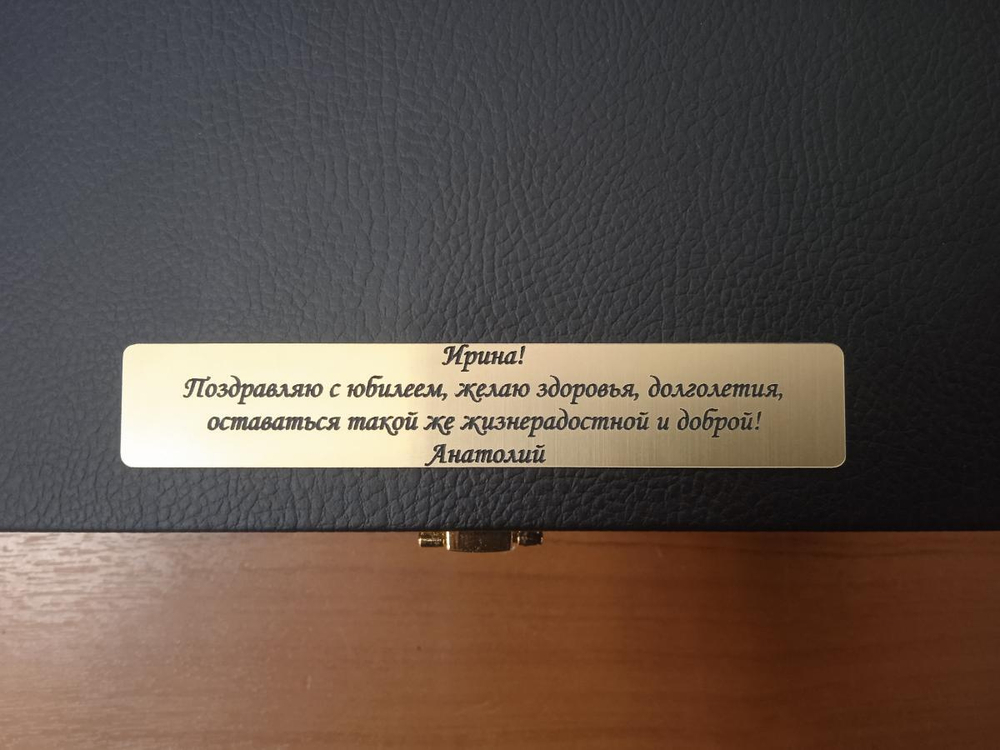 Ирина!
Поздравляю с юбилеем, желаю здоровья, долголетия,
оставаться такой же жизнерадостной и доброй!
Анатолий